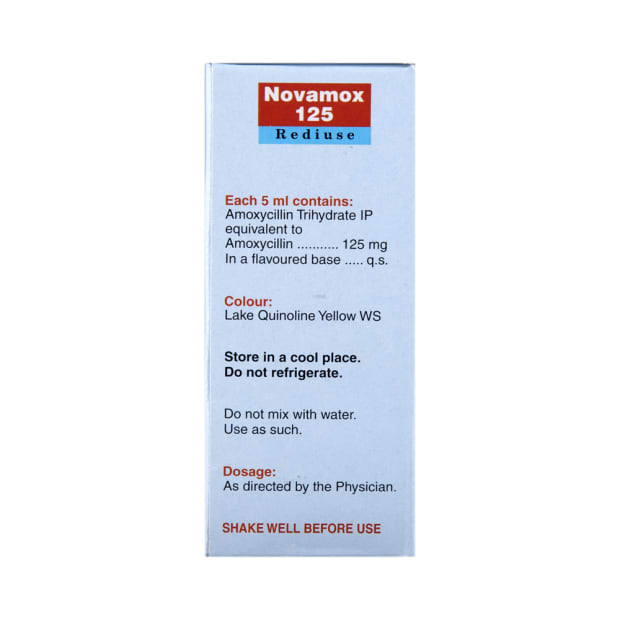 Novamox
125
Rediuse
Each 5 ml contains:
Amoxycillin Trihydrate IP
equivalent to
Amoxycillin ........... 125 mg
In a flavoured base ..... q.s.
Colour:
Lake Quinoline Yellow WS
Store in a cool place.
Do not refrigerate.
Do not mix with water.
Use as such.
Dosage:
As directed by the Physician.
SHAKE WELL BEFORE USE